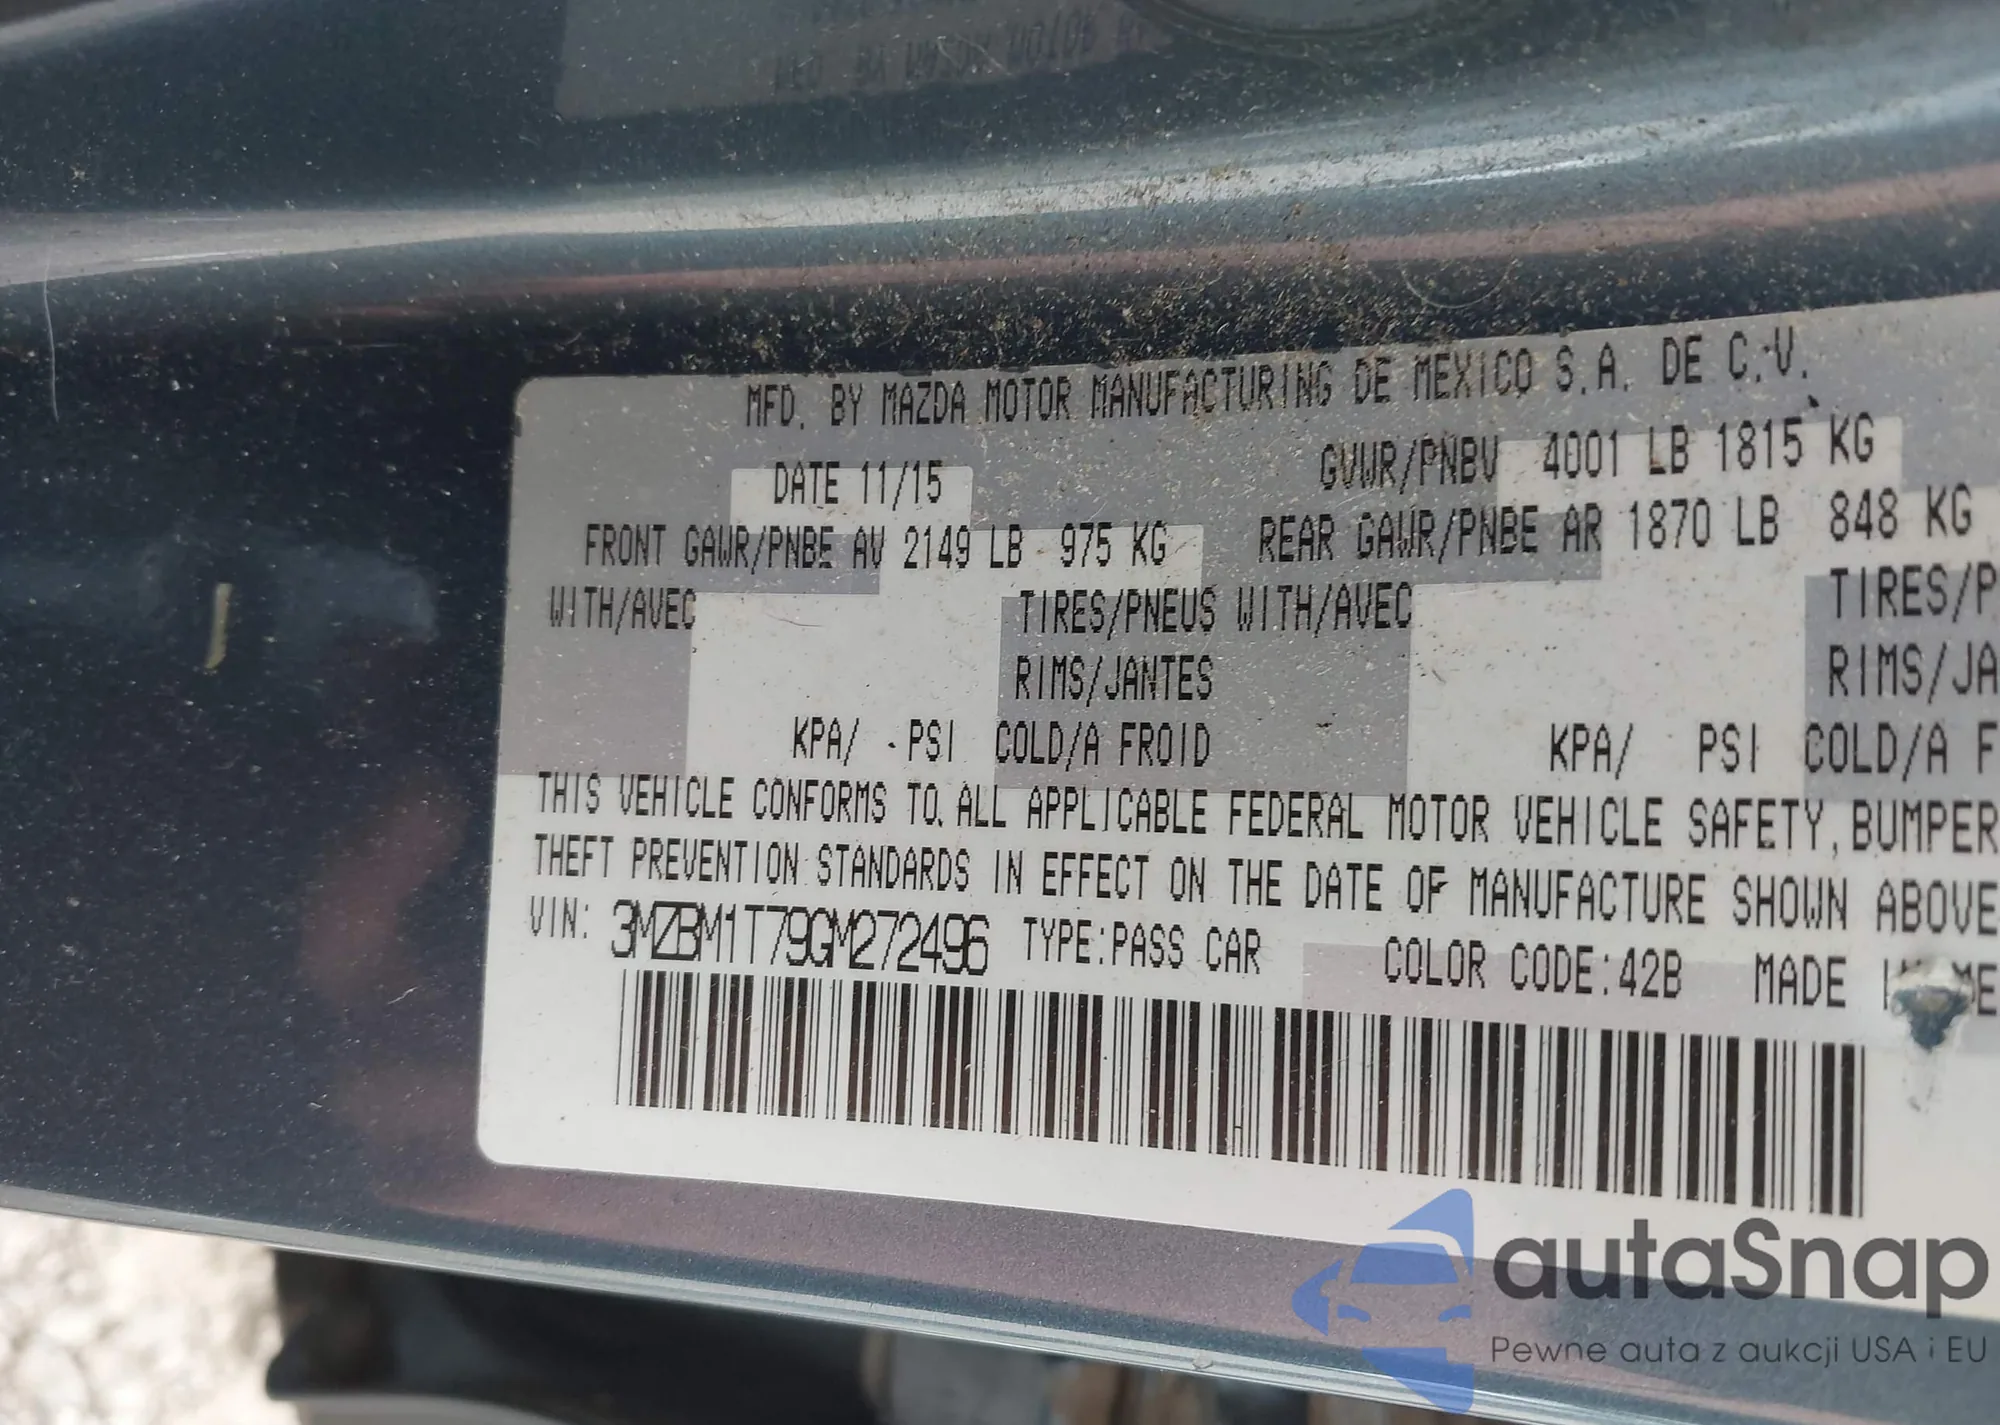 MFD. BY MAZDA MOTOR MANUFACTURING DE MEXICO S.A. DE C.V.
DATE 11/15 GVWR/PNBV 4001 LB 1815 KG
FRONT GAWR/PNBE AV 2149 LB 975 KG REAR GAWR/PNBE AR 1870 LB 848 KG
WITH/AVEC TIRES/PNEUS WITH/AVEC TIRES/P
RIMS/JANTES RIMS/JA
KPA/ PSI COLD/A FROID KPA/ PSI COLD/A F
THIS VEHICLE CONFORMS TO ALL APPLICABLE FEDERAL MOTOR VEHICLE SAFETY, BUMPER
THEFT PREVENTION STANDARDS IN EFFECT ON THE DATE OF MANUFACTURE SHOWN ABOVE
VIN: 3MZBM1T79GM272496 TYPE:PASS CAR COLOR CODE:42B MADE
autaSnap
Pewne auta z aukcji USA i EU